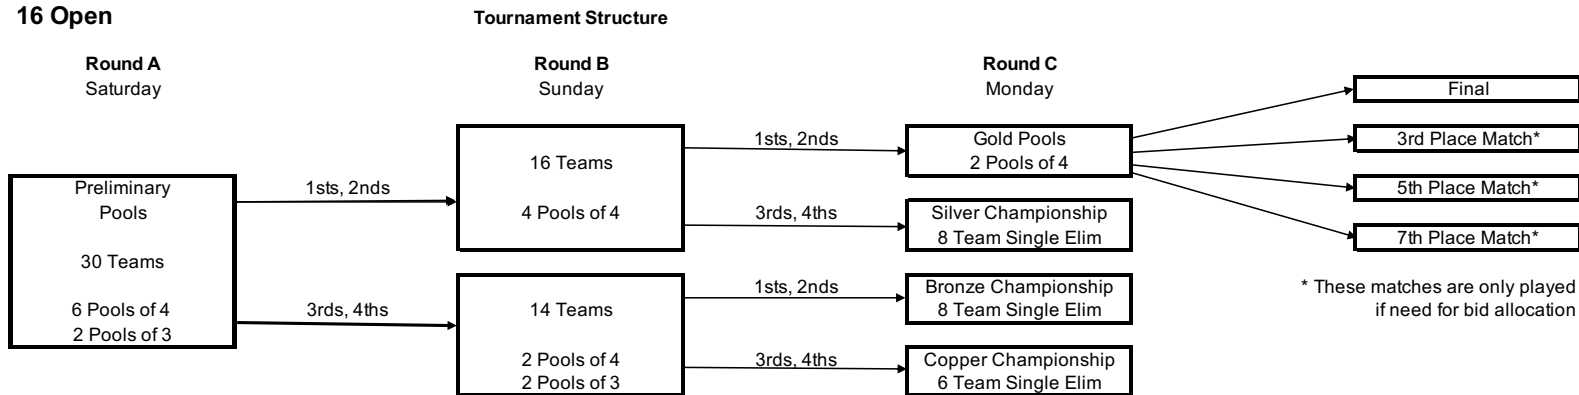 16 Open
Tournament Structure
Round A
Saturday
Round B
Sunday
Round C
Monday
Preliminary
Pools
30 Teams
6 Pools of 4
2 Pools of 3
1sts, 2nds
3rds, 4ths
16 Teams
4 Pools of 4
14 Teams
2 Pools of 4
2 Pools of 3
1sts, 2nds
3rds, 4ths
1sts, 2nds
3rds, 4ths
Gold Pools
2 Pools of 4
Silver Championship
8 Team Single Elim
Bronze Championship
8 Team Single Elim
Copper Championship
6 Team Single Elim
Final
3rd Place Match*
5th Place Match*
7th Place Match*
* These matches are only played
if need for bid allocation